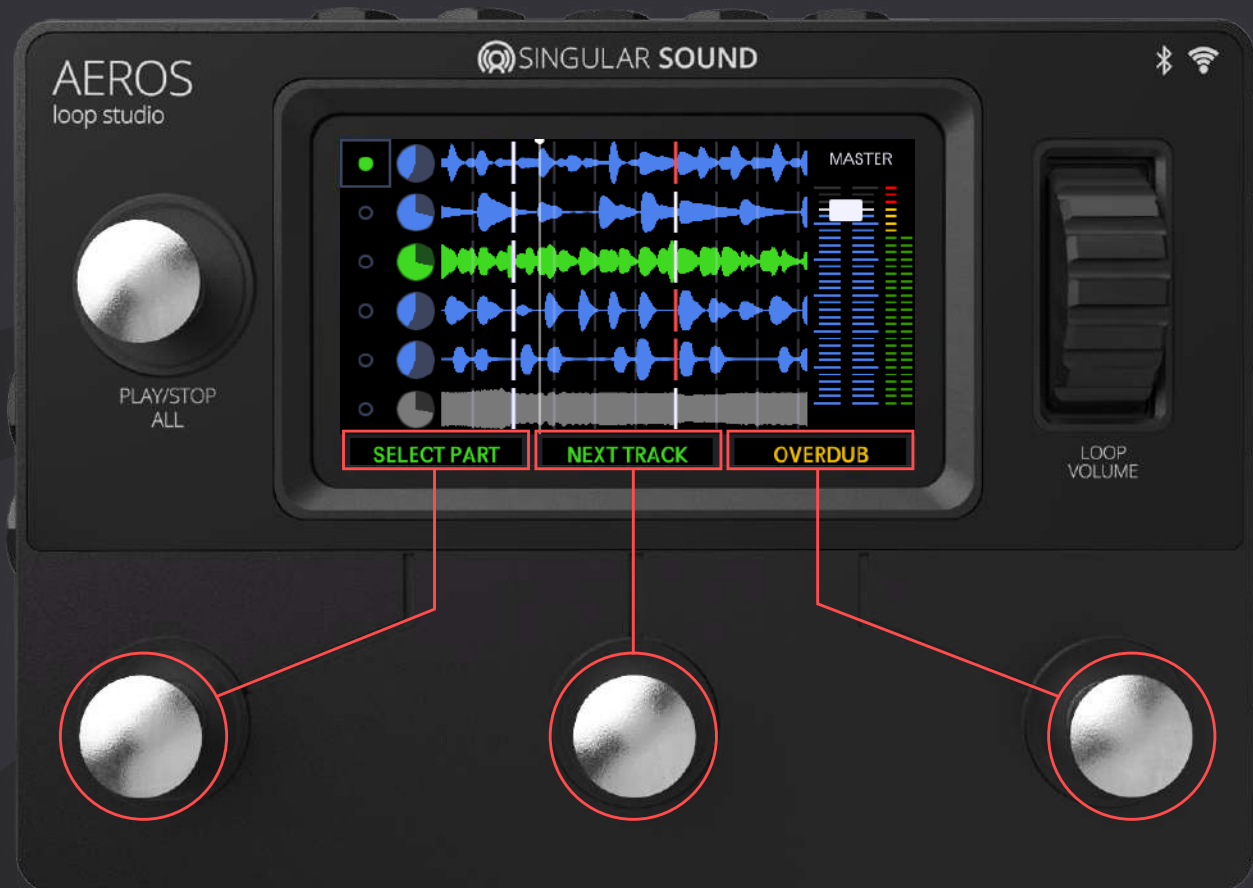 AEROS
loop studio
SINGULAR SOUND
MASTER
PLAY/STOP
ALL
SELECT PART
NEXT TRACK
OVERDUB
LOOP
VOLUME